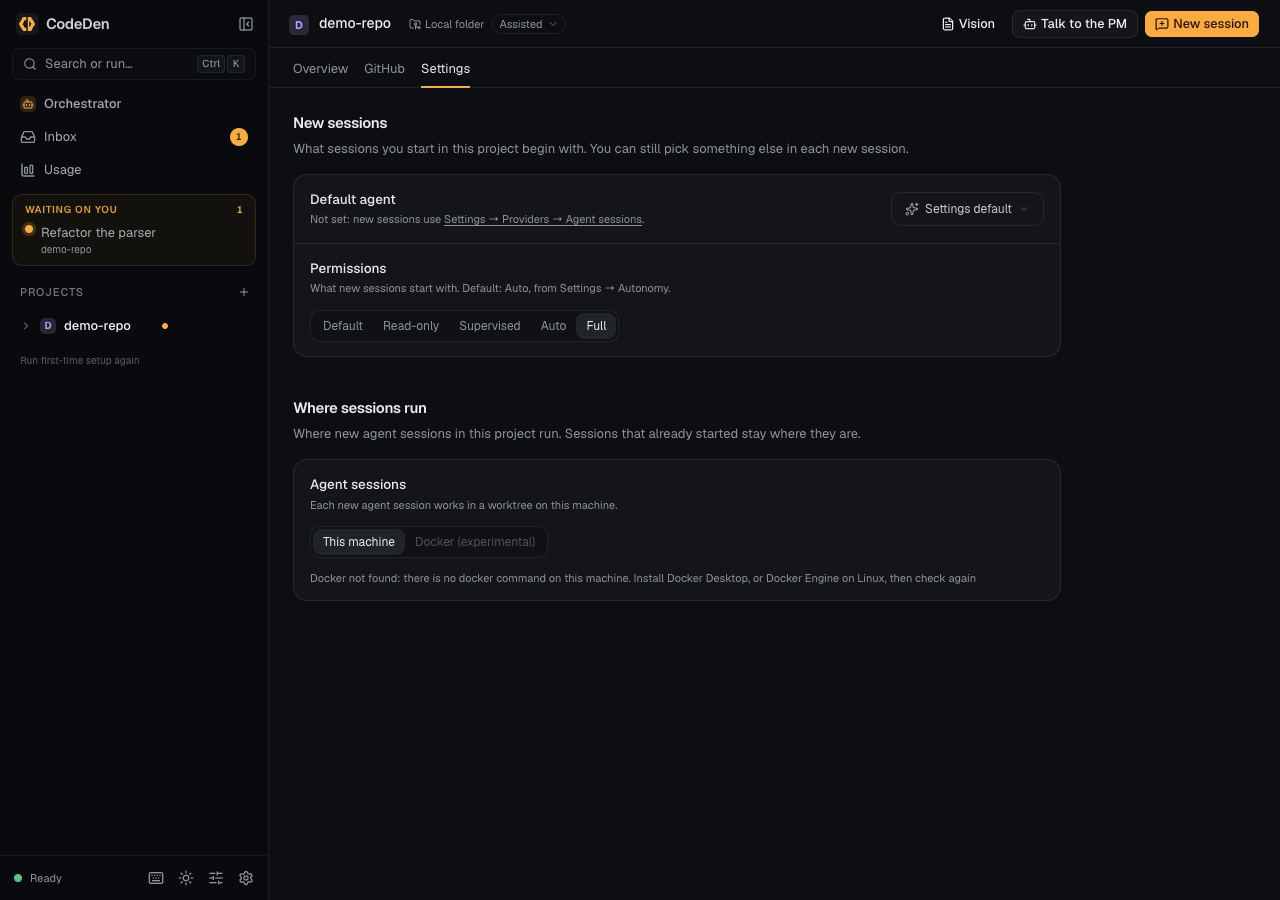 CodeDen
Search or run... Ctrl K
Orchestrator
Inbox 1
Usage
WAITING ON YOU 1
Refactor the parser
demo-repo
PROJECTS
D demo-repo
Run first-time setup again
Ready
D demo-repo Local folder Assisted Vision Talk to the PM New session
Overview GitHub Settings
New sessions
What sessions you start in this project begin with. You can still pick something else in each new session.
Default agent
Not set: new sessions use Settings → Providers → Agent sessions.
Settings default
Permissions
What new sessions start with. Default: Auto, from Settings → Autonomy.
Default Read-only Supervised Auto Full
Where sessions run
Where new agent sessions in this project run. Sessions that already started stay where they are.
Agent sessions
Each new agent session works in a worktree on this machine.
This machine Docker (experimental)
Docker not found: there is no docker command on this machine. Install Docker Desktop, or Docker Engine on Linux, then check again